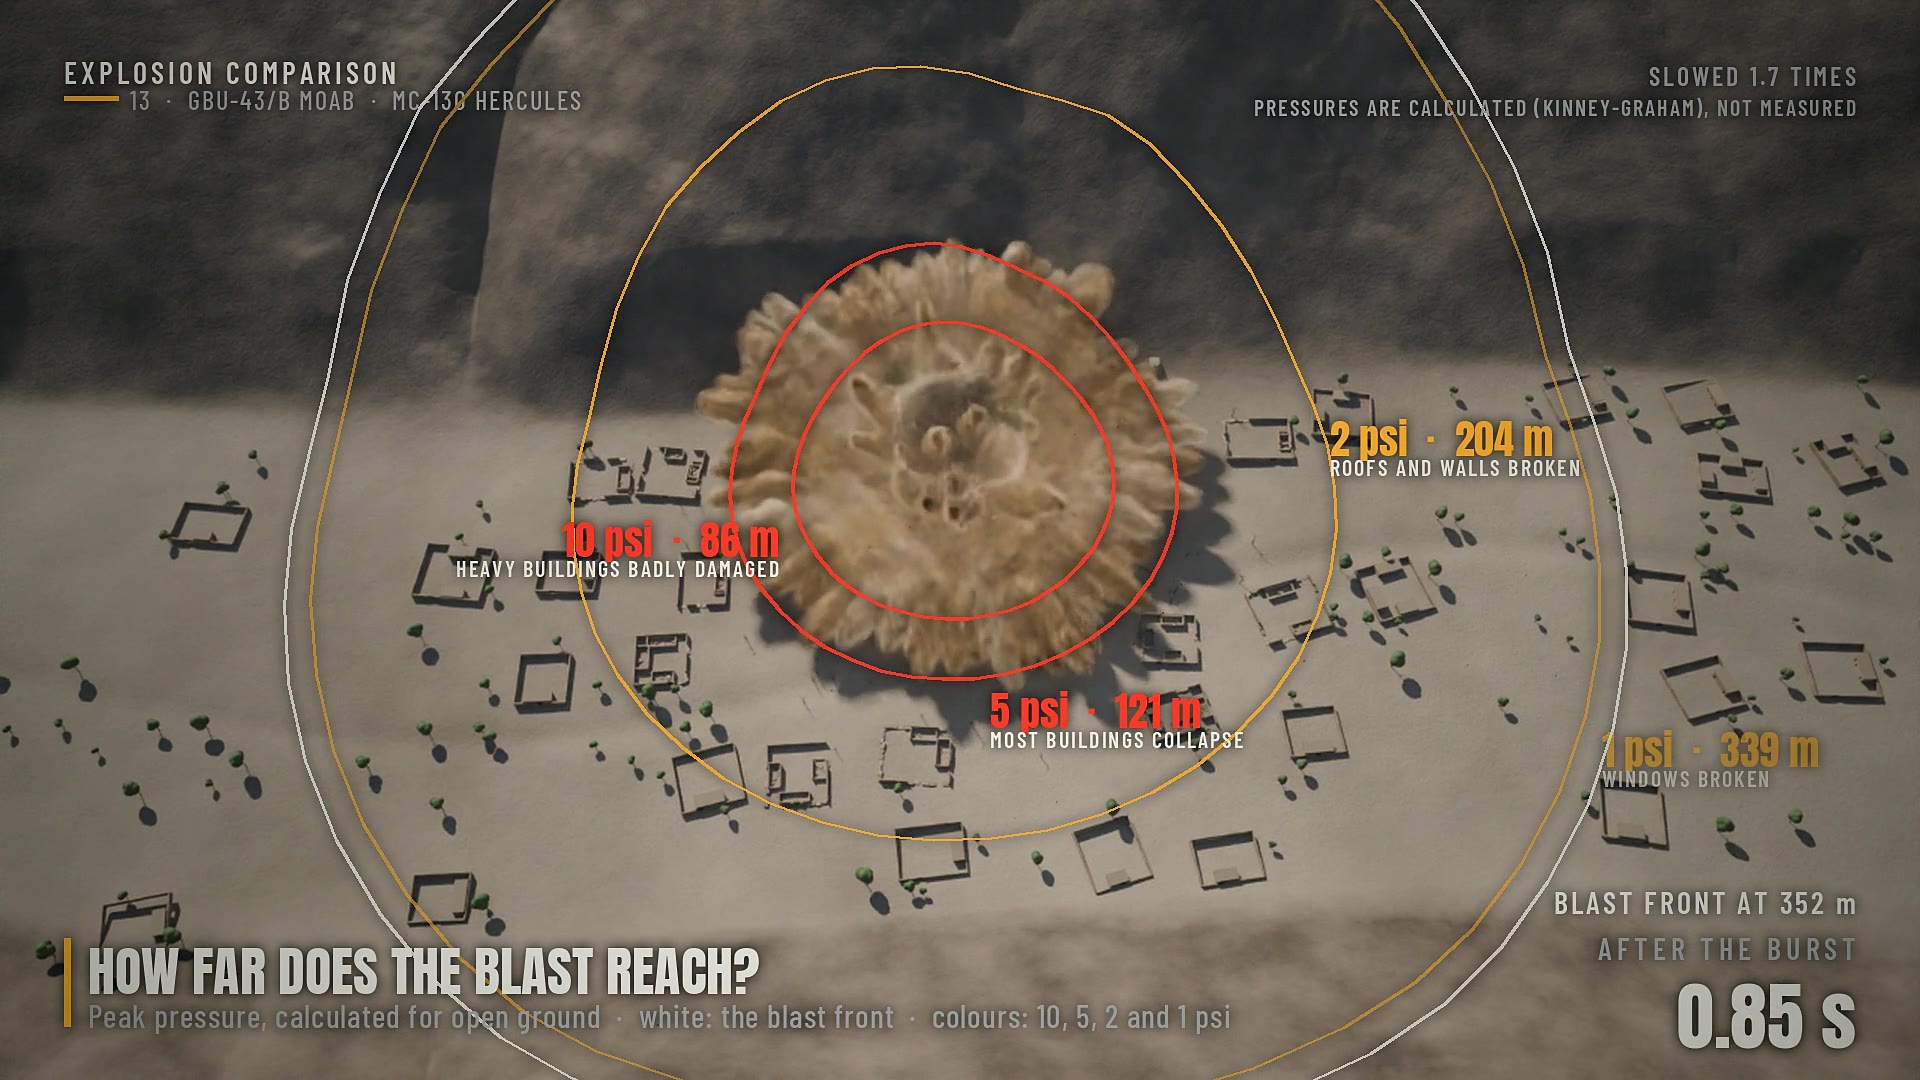 EXPLOSION COMPARISON
13 · GBU-43/B MOAB · MC-130 HERCULES
SLOWED 1.7 TIMES
PRESSURES ARE CALCULATED (KINNEY-GRAHAM), NOT MEASURED
2 psi · 204 m
ROOFS AND WALLS BROKEN
10 psi · 86 m
HEAVY BUILDINGS BADLY DAMAGED
5 psi · 121 m
MOST BUILDINGS COLLAPSE
1 psi · 339 m
WINDOWS BROKEN
BLAST FRONT AT 352 m
AFTER THE BURST
0.85 s
HOW FAR DOES THE BLAST REACH?
Peak pressure, calculated for open ground · white: the blast front · colours: 10, 5, 2 and 1 psi